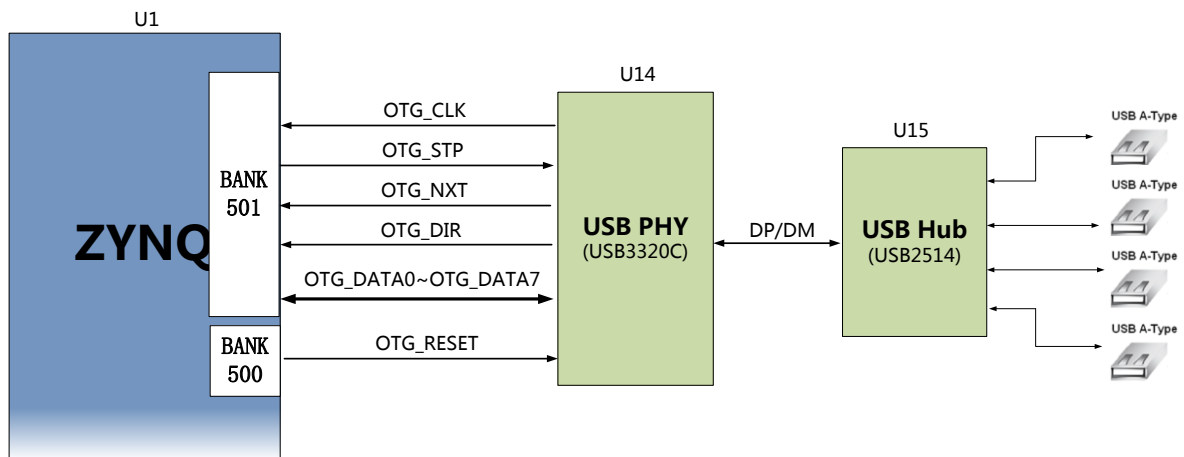 U1
ZYNQ
BANK
501
BANK
500
OTG_CLK
OTG_STP
OTG_NXT
OTG_DIR
OTG_DATA0~OTG_DATA7
OTG_RESET
U14
USB PHY
(USB3320C)
DP/DM
U15
USB Hub
(USB2514)
USB A-Type
USB A-Type
USB A-Type
USB A-Type